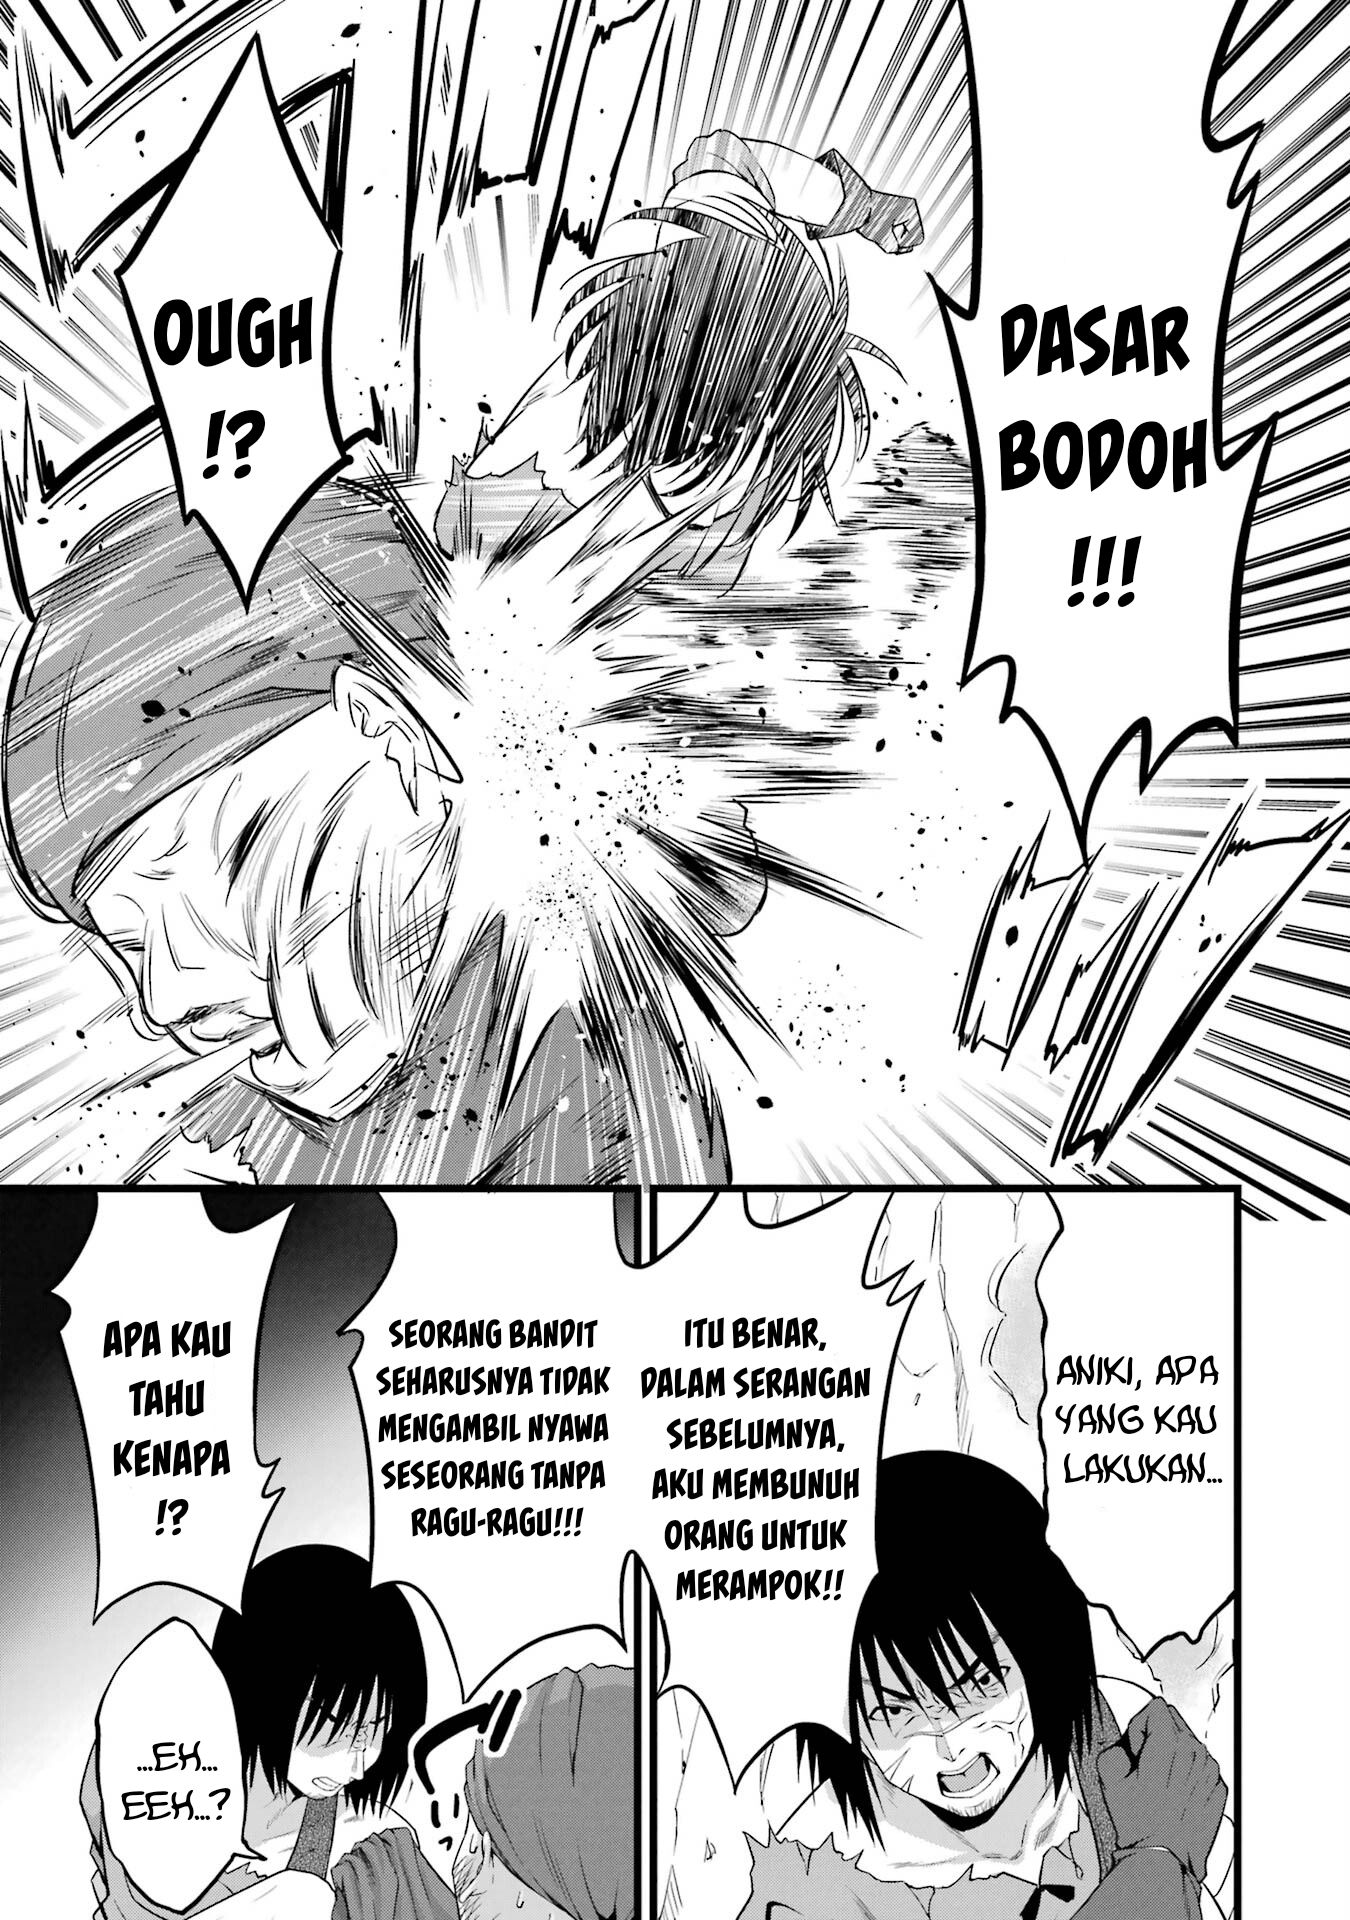 DASAR
BODOH
!!!
OUGH
!?
ANIKI, APA
YANG KAU
LAKUKAN...
ITU BENAR,
DALAM SERANGAN
SEBELUMNYA,
AKU MEMBUNUH
ORANG UNTUK
MERAMPOK!!
SEORANG BANDIT
SEHARUSNYA TIDAK
MENGAMBIL NYAWA
SESEORANG TANPA
RAGU-RAGU!!!
APA KAU
TAHU
KENAPA
!?
...EH...
EEH...?